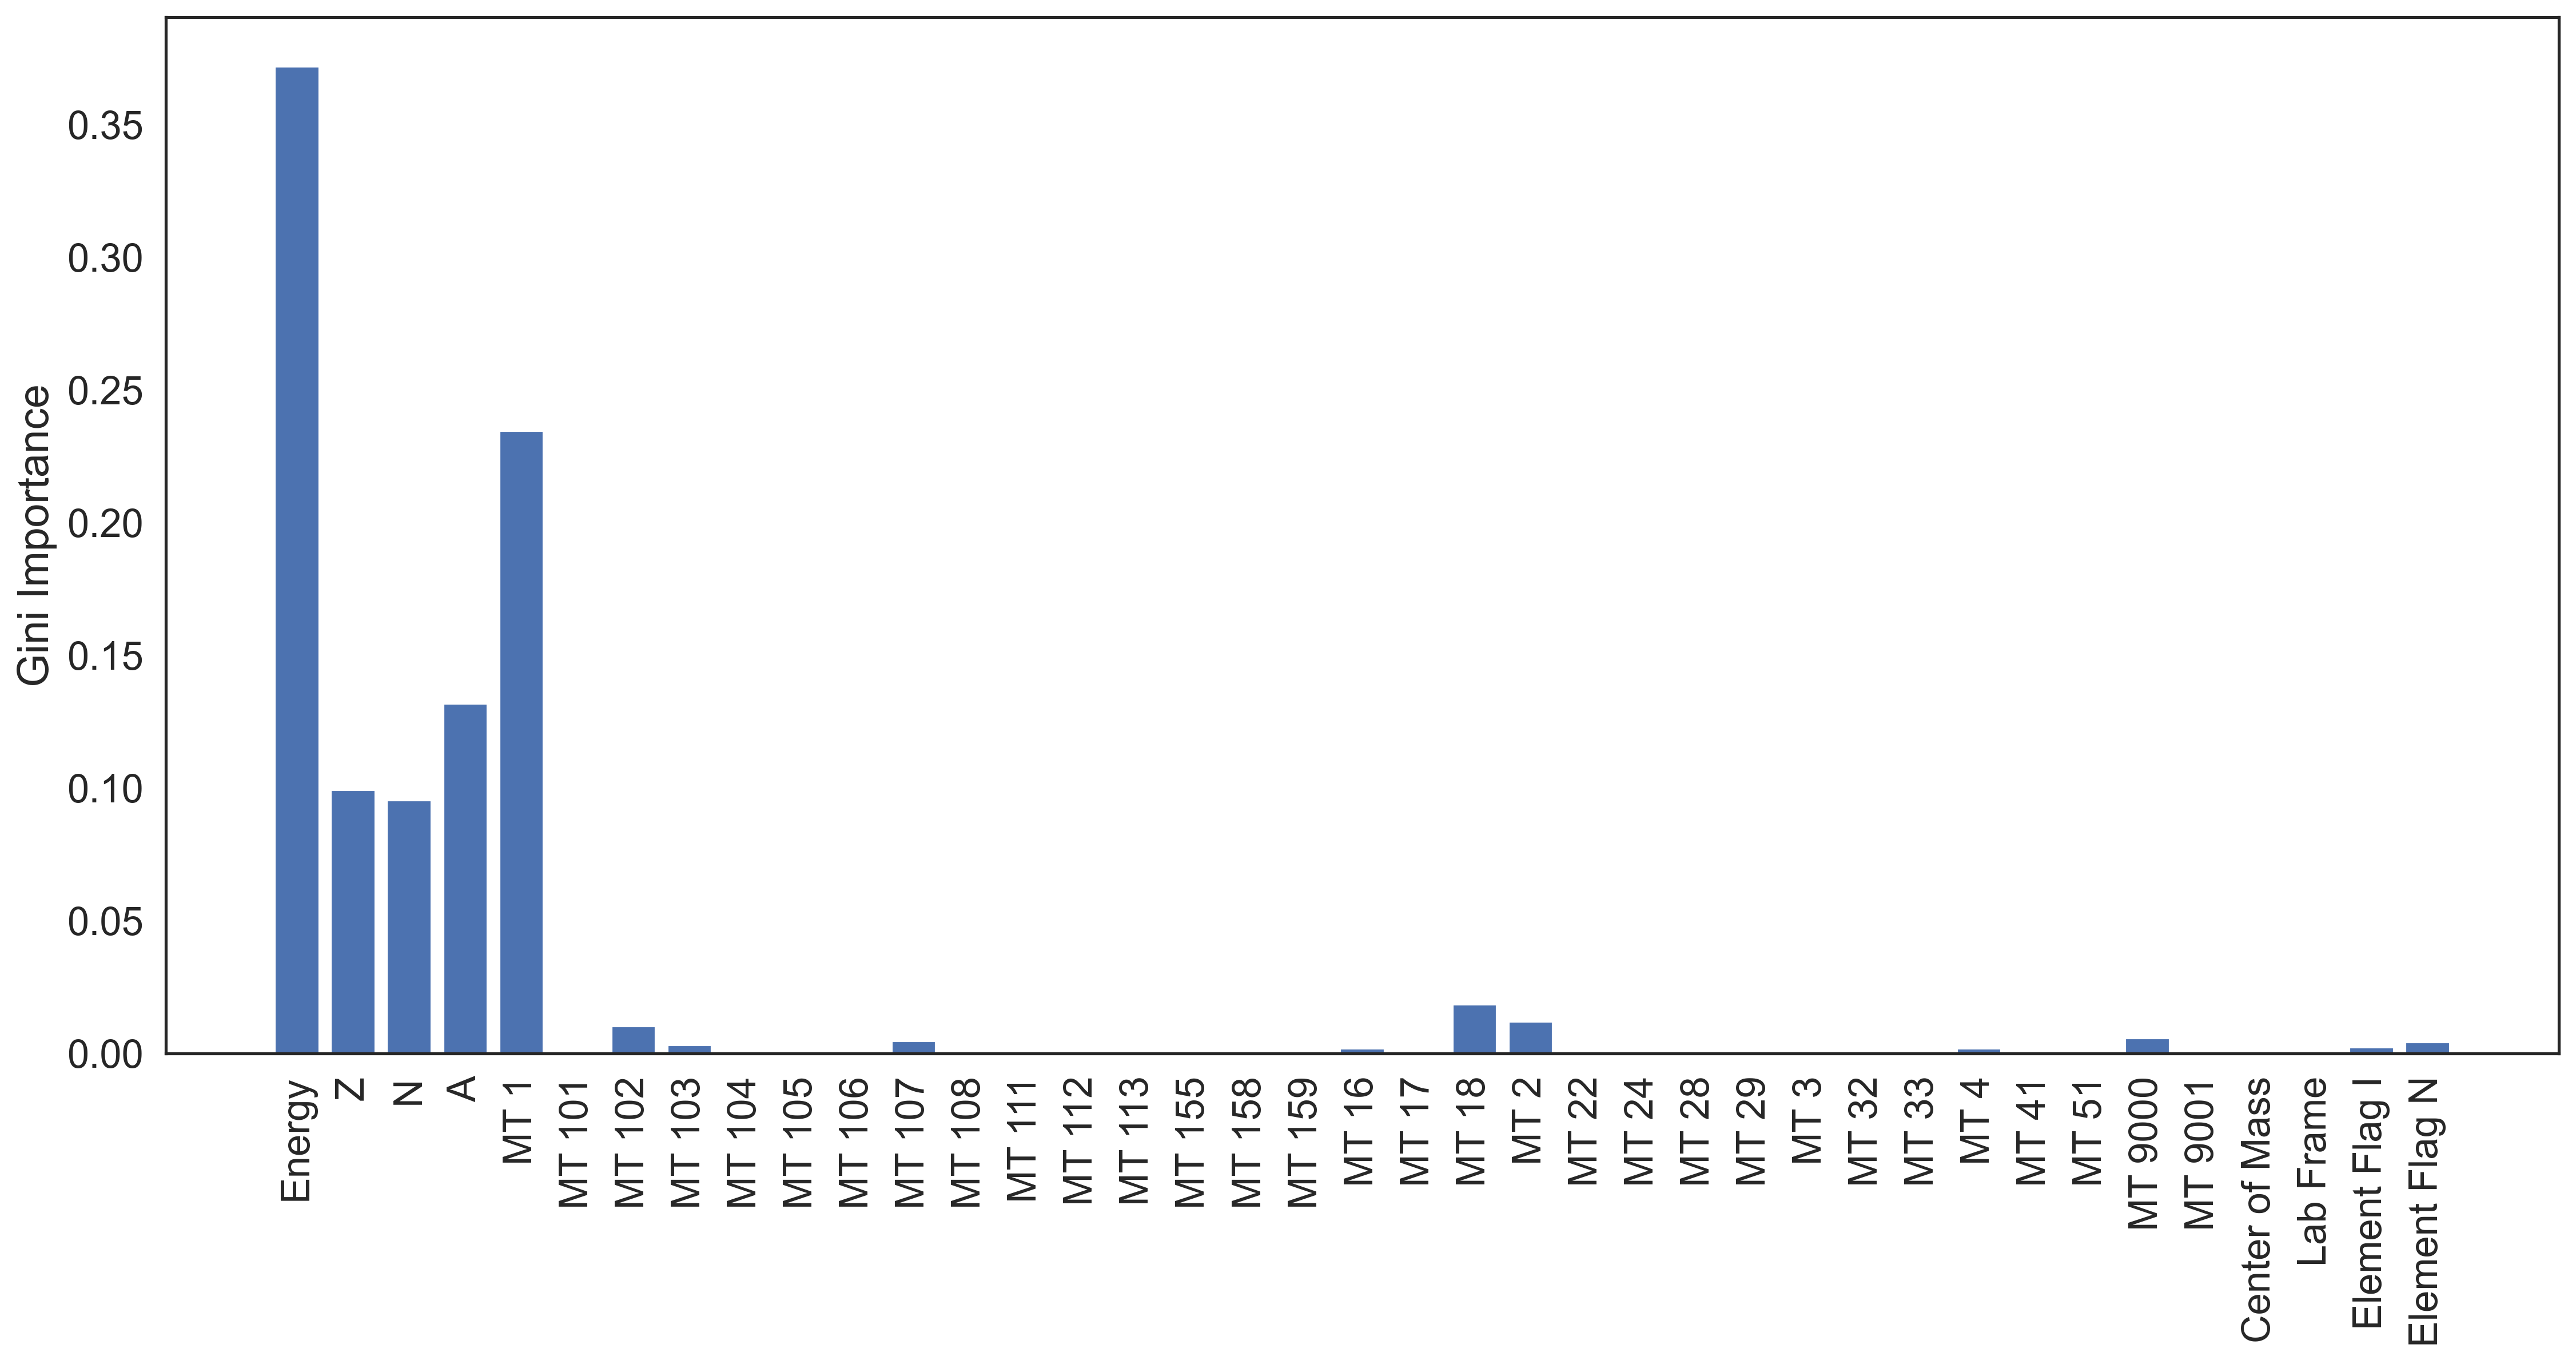 Gini Importance
0.35
0.30
0.25
0.20
0.15
0.10
0.05
0.00
Energy
Z
N
A
MT 1
MT 101
MT 102
MT 103
MT 104
MT 105
MT 106
MT 107
MT 108
MT 111
MT 112
MT 113
MT 155
MT 158
MT 159
MT 16
MT 17
MT 18
MT 2
MT 22
MT 24
MT 28
MT 29
MT 3
MT 32
MT 33
MT 4
MT 41
MT 51
MT 9000
MT 9001
Center of Mass
Lab Frame
Element Flag I
Element Flag N